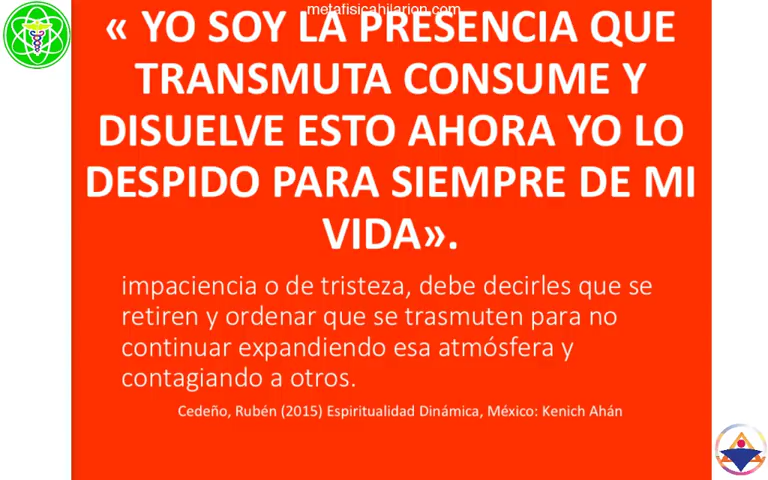 metafisicahilarion.com
« YO SOY LA PRESENCIA QUE
TRANSMUTA CONSUME Y
DISUELVE ESTO AHORA YO LO
DESPIDO PARA SIEMPRE DE MI
VIDA».
impaciencia o de tristeza, debe decirles que se
retiren y ordenar que se trasmuten para no
continuar expandiendo esa atmósfera y
contagiando a otros.
Cedeño, Rubén (2015) Espiritualidad Dinámica, México: Kenich Ahán